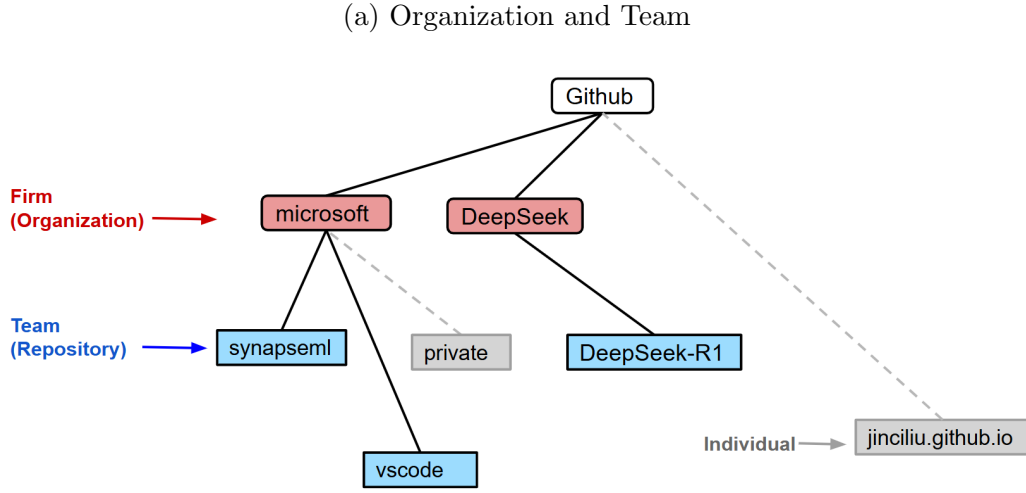 (a) Organization and Team
Github
Firm
(Organization)
microsoft
DeepSeek
Team
(Repository)
synapseml
private
DeepSeek-R1
Individual
jinciliu.github.io
vscode